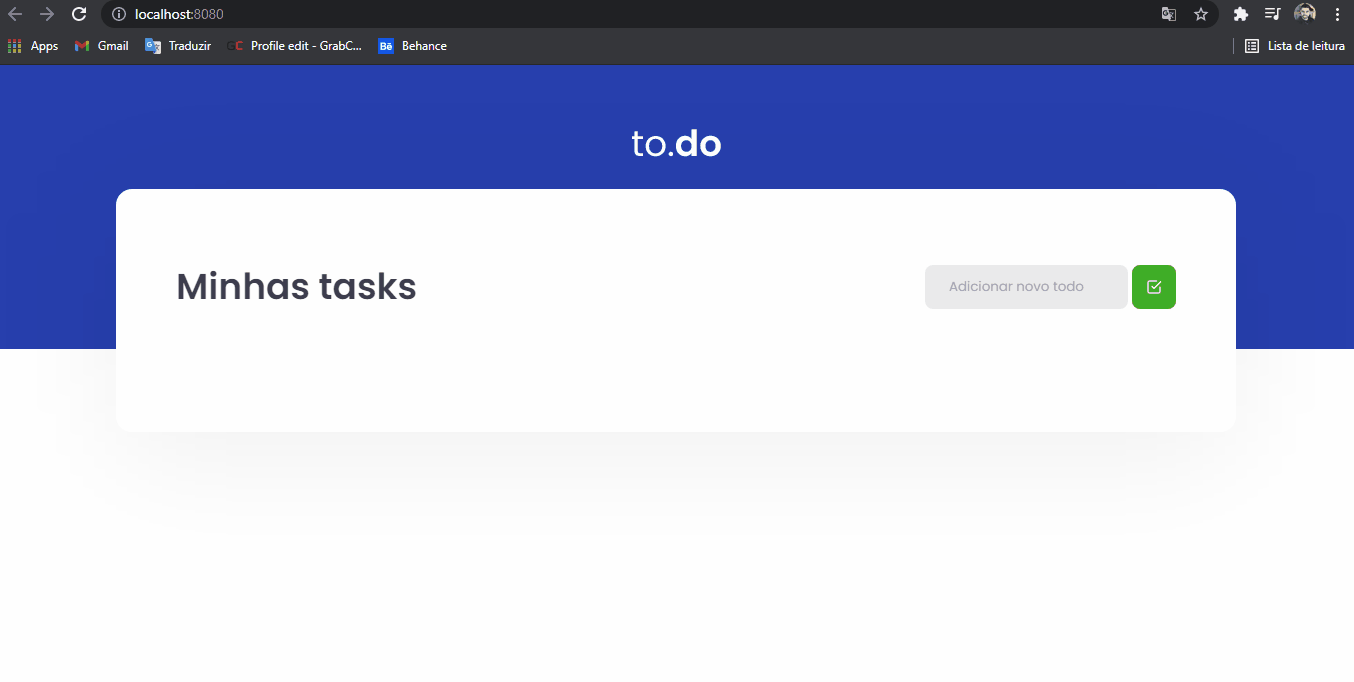 localhost:8080
Apps Gmail Traduzir Profile edit - GrabC... Behance Lista de leitura
to.do
Minhas tasks
Adicionar novo todo